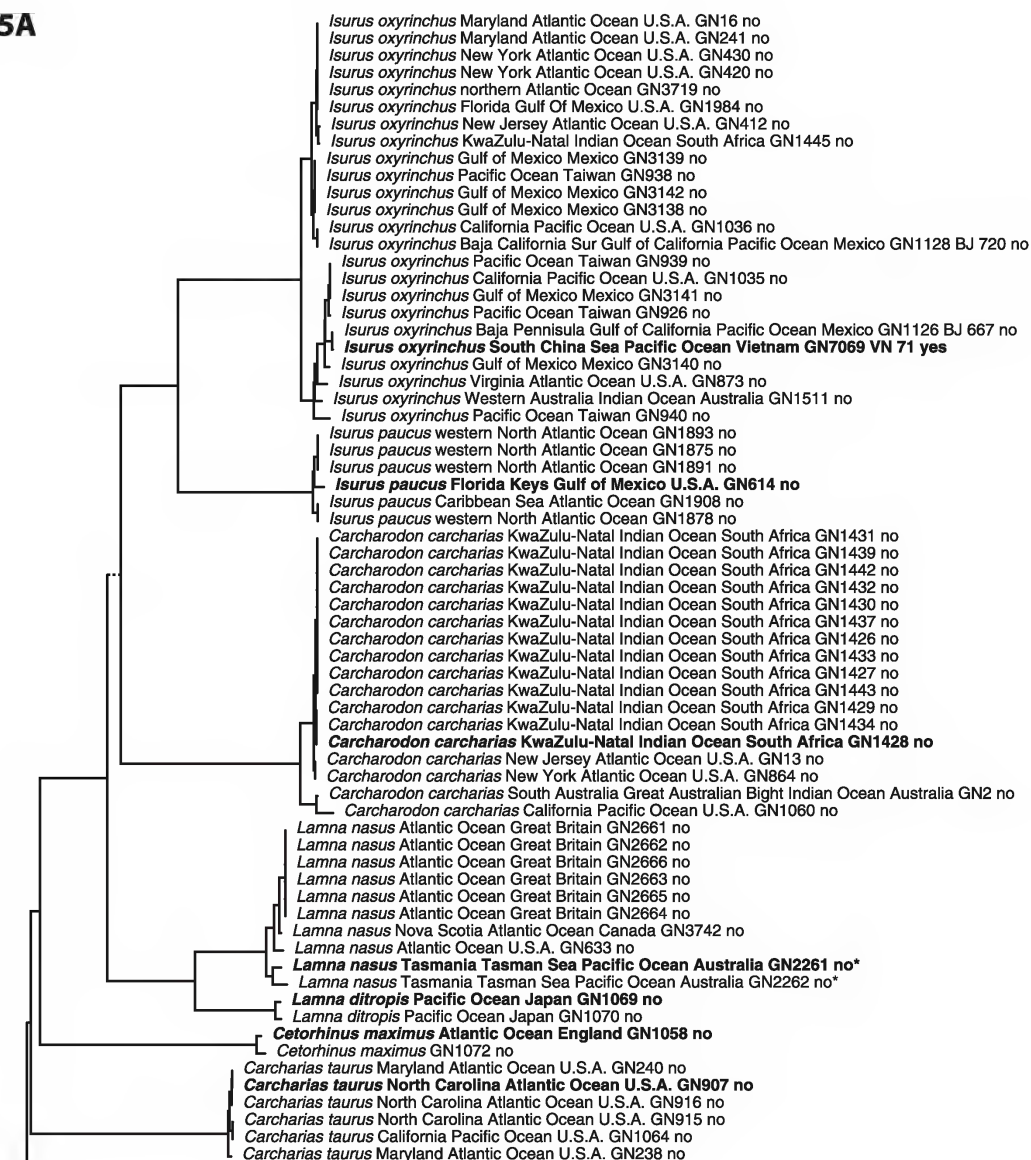 5A
Isurus oxyrinchus Maryland Atlantic Ocean U.S.A. GN16 no
Isurus oxyrinchus Maryland Atlantic Ocean U.S.A. GN241 no
Isurus oxyrinchus New York Atlantic Ocean U.S.A. GN430 no
Isurus oxyrinchus New York Atlantic Ocean U.S.A. GN420 no
Isurus oxyrinchus northern Atlantic Ocean GN3719 no
Isurus oxyrinchus Florida Gulf Of Mexico U.S.A. GN1984 no
Isurus oxyrinchus New Jersey Atlantic Ocean U.S.A. GN412 no
Isurus oxyrinchus KwaZulu-Natal Indian Ocean South Africa GN1445 no
Isurus oxyrinchus Gulf of Mexico Mexico GN3139 no
Isurus oxyrinchus Pacific Ocean Taiwan GN938 no
Isurus oxyrinchus Gulf of Mexico Mexico GN3142 no
Isurus oxyrinchus Gulf of Mexico Mexico GN3138 no
Isurus oxyrinchus California Pacific Ocean U.S.A. GN1036 no
Isurus oxyrinchus Baja California Sur Gulf of California Pacific Ocean Mexico GN1128 BJ 720 no
Isurus oxyrinchus Pacific Ocean Taiwan GN939 no
Isurus oxyrinchus California Pacific Ocean U.S.A. GN1035 no
Isurus oxyrinchus Gulf of Mexico Mexico GN3141 no
Isurus oxyrinchus Pacific Ocean Taiwan GN926 no
Isurus oxyrinchus Baja Pennisula Gulf of California Pacific Ocean Mexico GN1126 BJ 667 no
Isurus oxyrinchus South China Sea Pacific Ocean Vietnam GN7069 VN 71 yes
Isurus oxyrinchus Gulf of Mexico Mexico GN3140 no
Isurus oxyrinchus Virginia Atlantic Ocean U.S.A. GN873 no
Isurus oxyrinchus Western Australia Indian Ocean Australia GN1511 no
Isurus oxyrinchus Pacific Ocean Taiwan GN940 no
Isurus paucus western North Atlantic Ocean GN1893 no
Isurus paucus western North Atlantic Ocean GN1875 no
Isurus paucus western North Atlantic Ocean GN1891 no
Isurus paucus Florida Keys Gulf of Mexico U.S.A. GN614 no
Isurus paucus Caribbean Sea Atlantic Ocean GN1908 no
Isurus paucus western North Atlantic Ocean GN1878 no
Carcharodon carcharias KwaZulu-Natal Indian Ocean South Africa GN1431 no
Carcharodon carcharias KwaZulu-Natal Indian Ocean South Africa GN1439 no
Carcharodon carcharias KwaZulu-Natal Indian Ocean South Africa GN1442 no
Carcharodon carcharias KwaZulu-Natal Indian Ocean South Africa GN1432 no
Carcharodon carcharias KwaZulu-Natal Indian Ocean South Africa GN1430 no
Carcharodon carcharias KwaZulu-Natal Indian Ocean South Africa GN1437 no
Carcharodon carcharias KwaZulu-Natal Indian Ocean South Africa GN1426 no
Carcharodon carcharias KwaZulu-Natal Indian Ocean South Africa GN1433 no
Carcharodon carcharias KwaZulu-Natal Indian Ocean South Africa GN1427 no
Carcharodon carcharias KwaZulu-Natal Indian Ocean South Africa GN1443 no
Carcharodon carcharias KwaZulu-Natal Indian Ocean South Africa GN1429 no
Carcharodon carcharias KwaZulu-Natal Indian Ocean South Africa GN1434 no
Carcharodon carcharias KwaZulu-Natal Indian Ocean South Africa GN1428 no
Carcharodon carcharias New Jersey Atlantic Ocean U.S.A. GN13 no
Carcharodon carcharias New York Atlantic Ocean U.S.A. GN864 no
Carcharodon carcharias South Australia Great Australian Bight Indian Ocean Australia GN2 no
Carcharodon carcharias California Pacific Ocean U.S.A. GN1060 no
Lamna nasus Atlantic Ocean Great Britain GN2661 no
Lamna nasus Atlantic Ocean Great Britain GN2662 no
Lamna nasus Atlantic Ocean Great Britain GN2666 no
Lamna nasus Atlantic Ocean Great Britain GN2663 no
Lamna nasus Atlantic Ocean Great Britain GN2665 no
Lamna nasus Atlantic Ocean Great Britain GN2664 no
Lamna nasus Nova Scotia Atlantic Ocean Canada GN3742 no
Lamna nasus Atlantic Ocean U.S.A. GN633 no
Lamna nasus Tasmania Tasman Sea Pacific Ocean Australia GN2261 no*
Lamna nasus Tasmania Tasman Sea Pacific Ocean Australia GN2262 no*
Lamna ditropis Pacific Ocean Japan GN1069 no
Lamna ditropis Pacific Ocean Japan GN1070 no
Cetorhinus maximus Atlantic Ocean England GN1058 no
Cetorhinus maximus GN1072 no
Carcharias taurus Maryland Atlantic Ocean U.S.A. GN240 no
Carcharias taurus North Carolina Atlantic Ocean U.S.A. GN907 no
Carcharias taurus North Carolina Atlantic Ocean U.S.A. GN916 no
Carcharias taurus North Carolina Atlantic Ocean U.S.A. GN915 no
Carcharias taurus California Pacific Ocean U.S.A. GN1064 no
Carcharias taurus Maryland Atlantic Ocean U.S.A. GN238 no